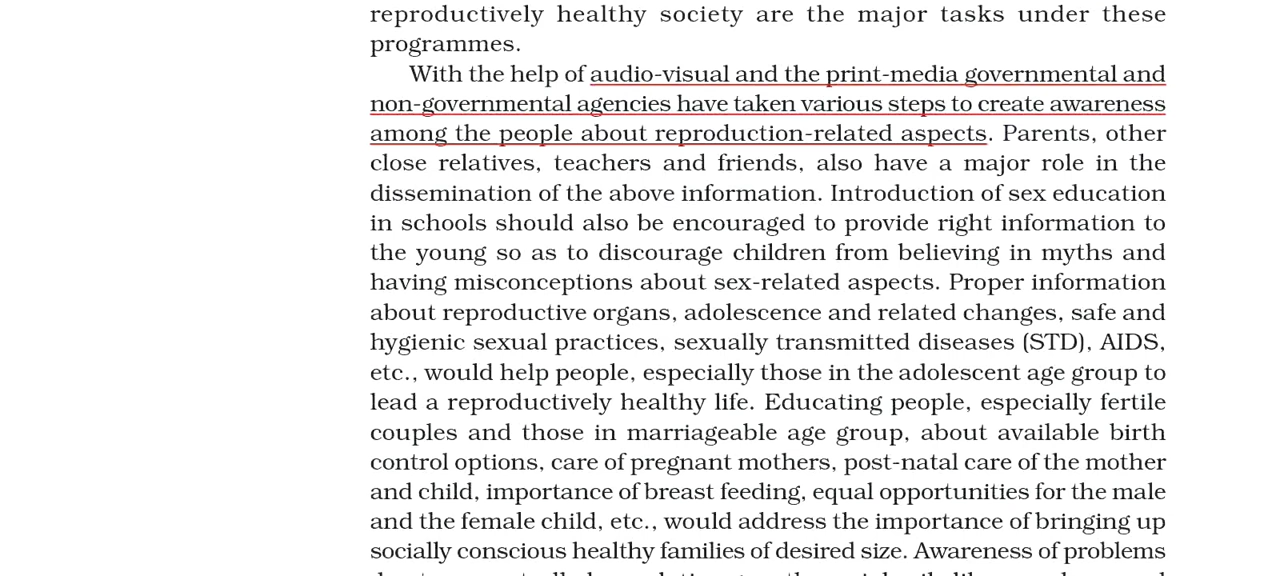 reproductively healthy society are the major tasks under these
programmes.
With the help of audio-visual and the print-media governmental and
non-governmental agencies have taken various steps to create awareness
among the people about reproduction-related aspects. Parents, other
close relatives, teachers and friends, also have a major role in the
dissemination of the above information. Introduction of sex education
in schools should also be encouraged to provide right information to
the young so as to discourage children from believing in myths and
having misconceptions about sex-related aspects. Proper information
about reproductive organs, adolescence and related changes, safe and
hygienic sexual practices, sexually transmitted diseases (STD), AIDS,
etc., would help people, especially those in the adolescent age group to
lead a reproductively healthy life. Educating people, especially fertile
couples and those in marriageable age group, about available birth
control options, care of pregnant mothers, post-natal care of the mother
and child, importance of breast feeding, equal opportunities for the male
and the female child, etc., would address the importance of bringing up
socially conscious healthy families of desired size. Awareness of problems